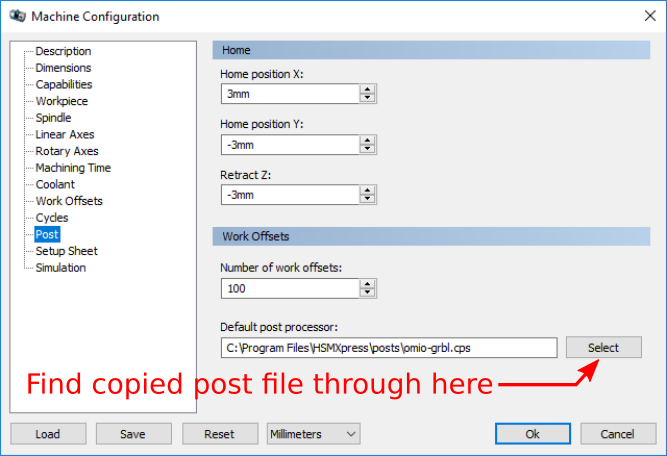 Machine Configuration
Description
Dimensions
Capabilities
Workpiece
Spindle
Linear Axes
Rotary Axes
Machining Time
Coolant
Work Offsets
Cycles
Post
Setup Sheet
Simulation
Home
Home position X:
3mm
Home position Y:
-3mm
Retract Z:
-3mm
Work Offsets
Number of work offsets:
100
Default post processor:
C:\Program Files\HSMXpress\posts\omio-grbl.cps
Select
Find copied post file through here
Load
Save
Reset
Millimeters
Ok
Cancel